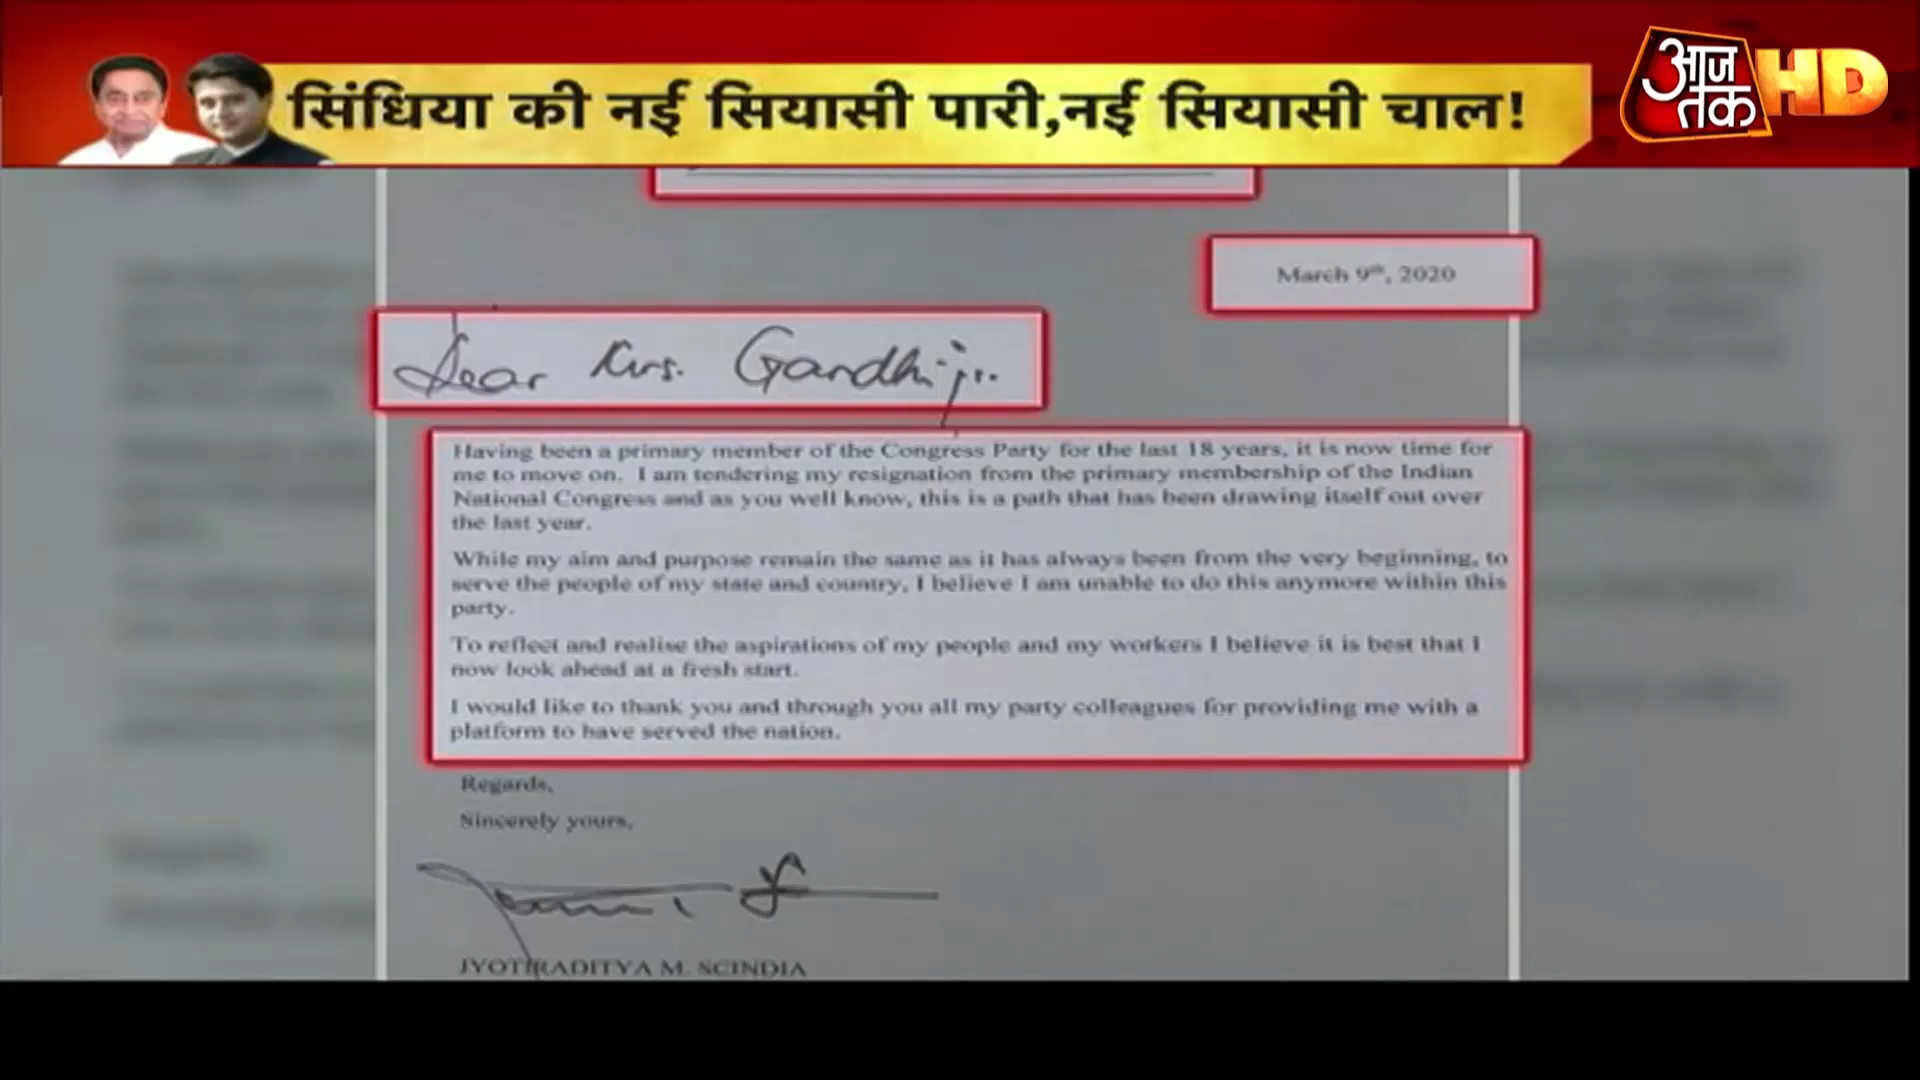 सिंधिया की नई सियासी पारी,नई सियासी चाल!
आज
तक
HD
March 9th, 2020
Dear Mrs. Gandhiji..
Having been a primary member of the Congress Party for the last 18 years, it is now time for
me to move on. I am tendering my resignation from the primary membership of the Indian
National Congress and as you well know, this is a path that has been drawing itself out over
the last year.
While my aim and purpose remain the same as it has always been from the very beginning, to
serve the people of my state and country, I believe I am unable to do this anymore within this
party.
To reflect and realise the aspirations of my people and my workers I believe it is best that I
now look ahead at a fresh start.
I would like to thank you and through you all my party colleagues for providing me with a
platform to have served the nation.
Regards,
Sincerely yours,
JYOTIRADITYA M. SCINDIA